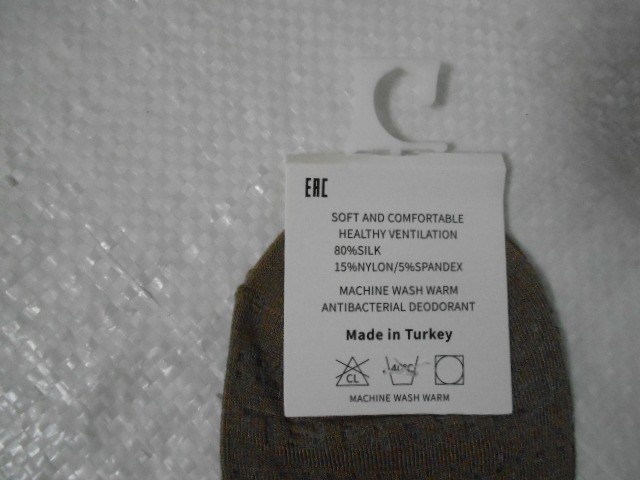 EAC
SOFT AND COMFORTABLE
HEALTHY VENTILATION
80%SILK
15%NYLON/5%SPANDEX
MACHINE WASH WARM
ANTIBACTERIAL DEODORANT
Made in Turkey
CL
MACHINE WASH WARM